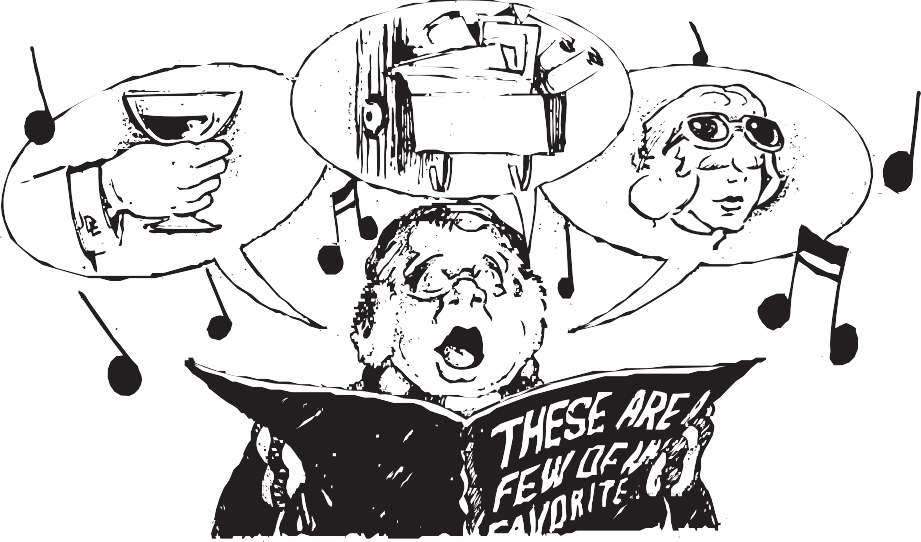 THESE ARE A
FEW OF
FAVORITE